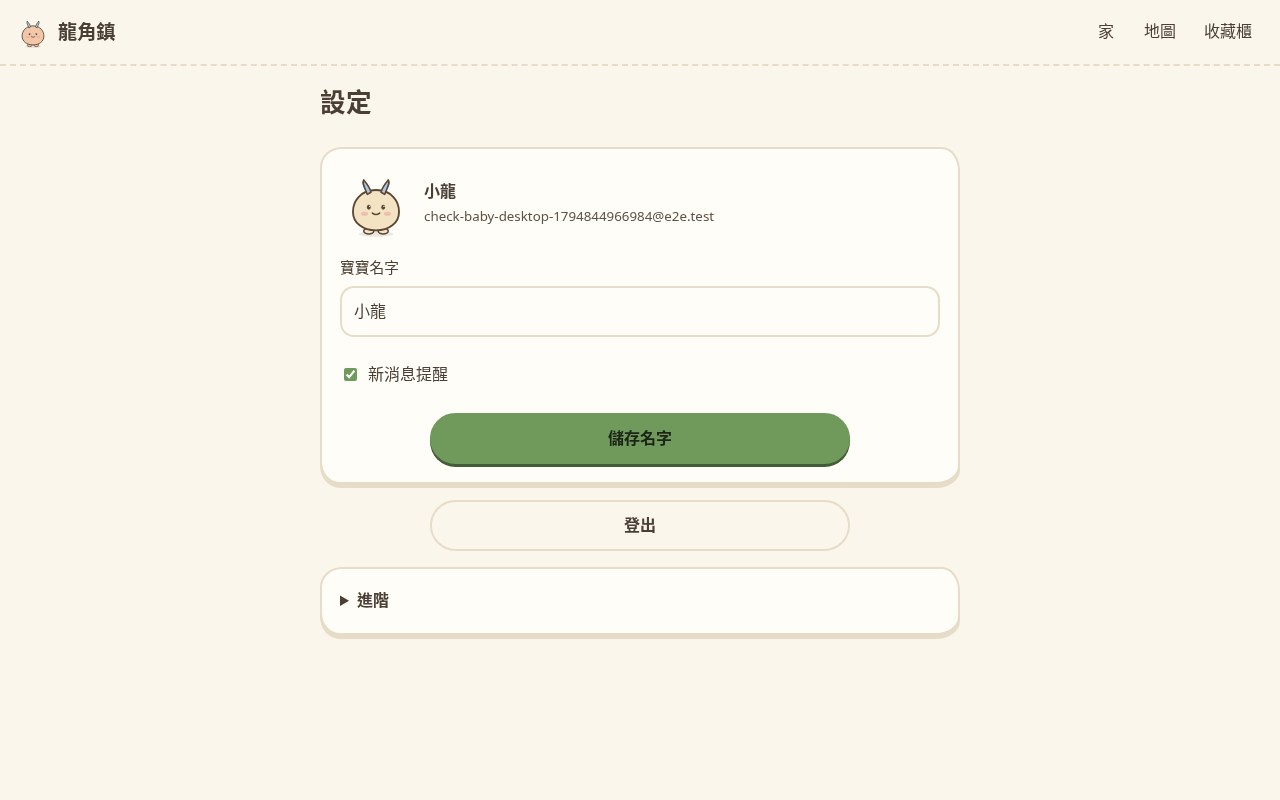 龍角鎮
家
地圖
收藏櫃
設定
小龍
check-baby-desktop-1794844966984@e2e.test
寶寶名字
小龍
新消息提醒
儲存名字
登出
進階